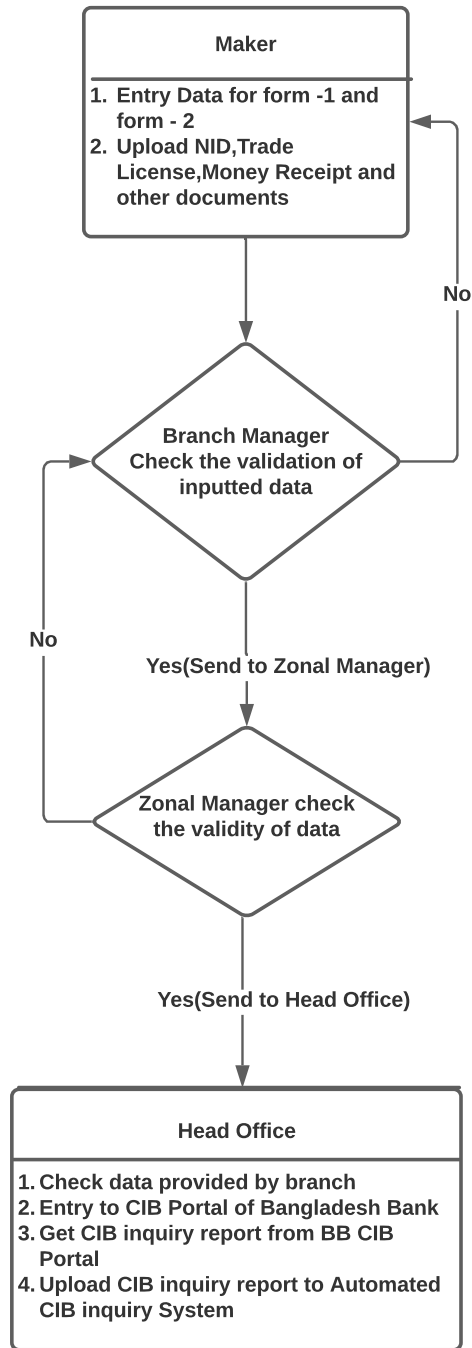 Maker
1. Entry Data for form -1 and
form - 2
2. Upload NID,Trade
License,Money Receipt and
other documents
No
Branch Manager
Check the validation of
inputted data
No
Yes(Send to Zonal Manager)
Zonal Manager check
the validity of data
Yes(Send to Head Office)
Head Office
1. Check data provided by branch
2. Entry to CIB Portal of Bangladesh Bank
3. Get CIB inquiry report from BB CIB
Portal
4. Upload CIB inquiry report to Automated
CIB inquiry System